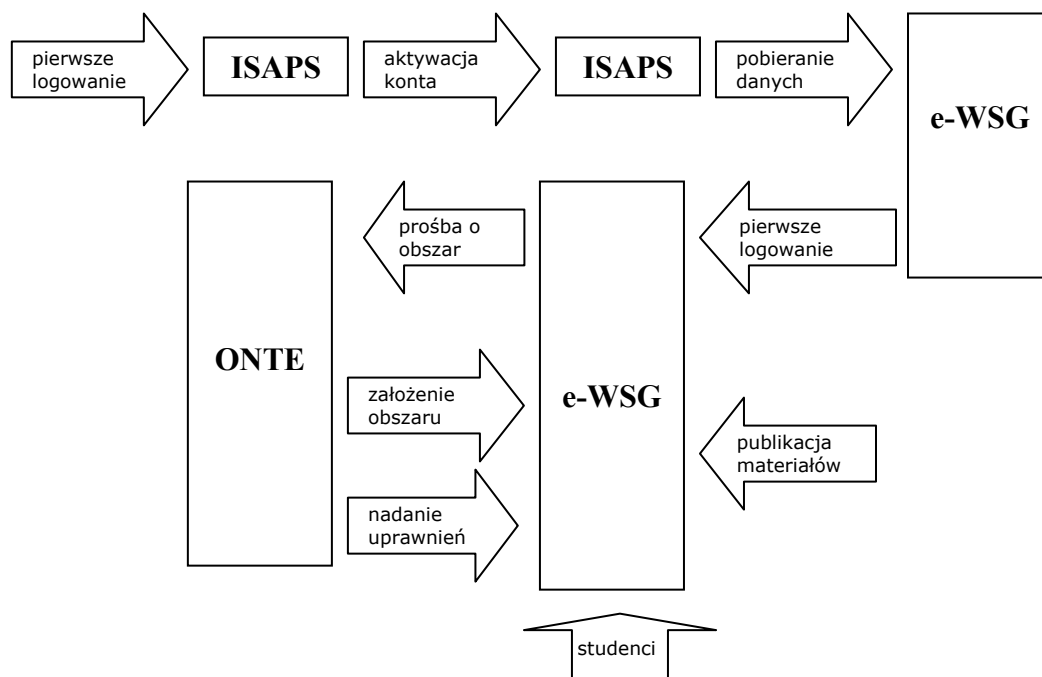 pierwsze
logowanie
ISAPS
aktywacja
konta
ISAPS
pobieranie
danych
e-WSG
prośba o
obszar
pierwsze
logowanie
ONTE
założenie
obszaru
e-WSG
publikacja
materiałów
nadanie
uprawnień
studenci